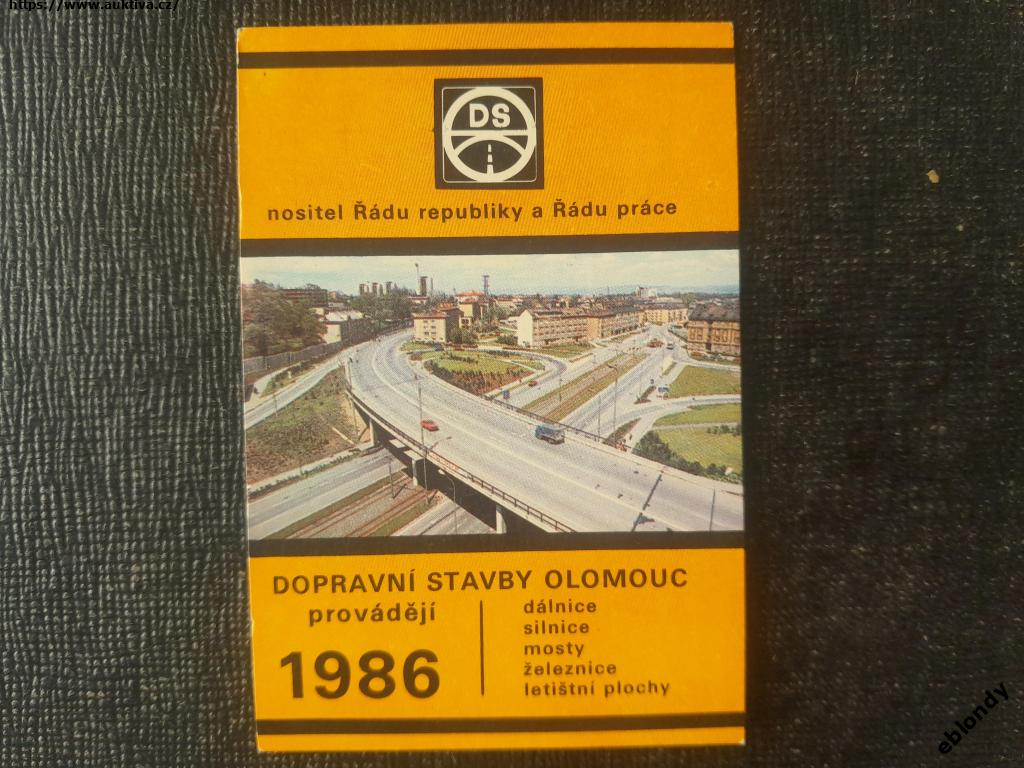 https://www.auktiva.cz/
DS
nositel Řádu republiky a Řádu práce
DOPRAVNÍ STAVBY OLOMOUC
provádějí
1986
dálnice
silnice
mosty
železnice
letištní plochy
eblondy